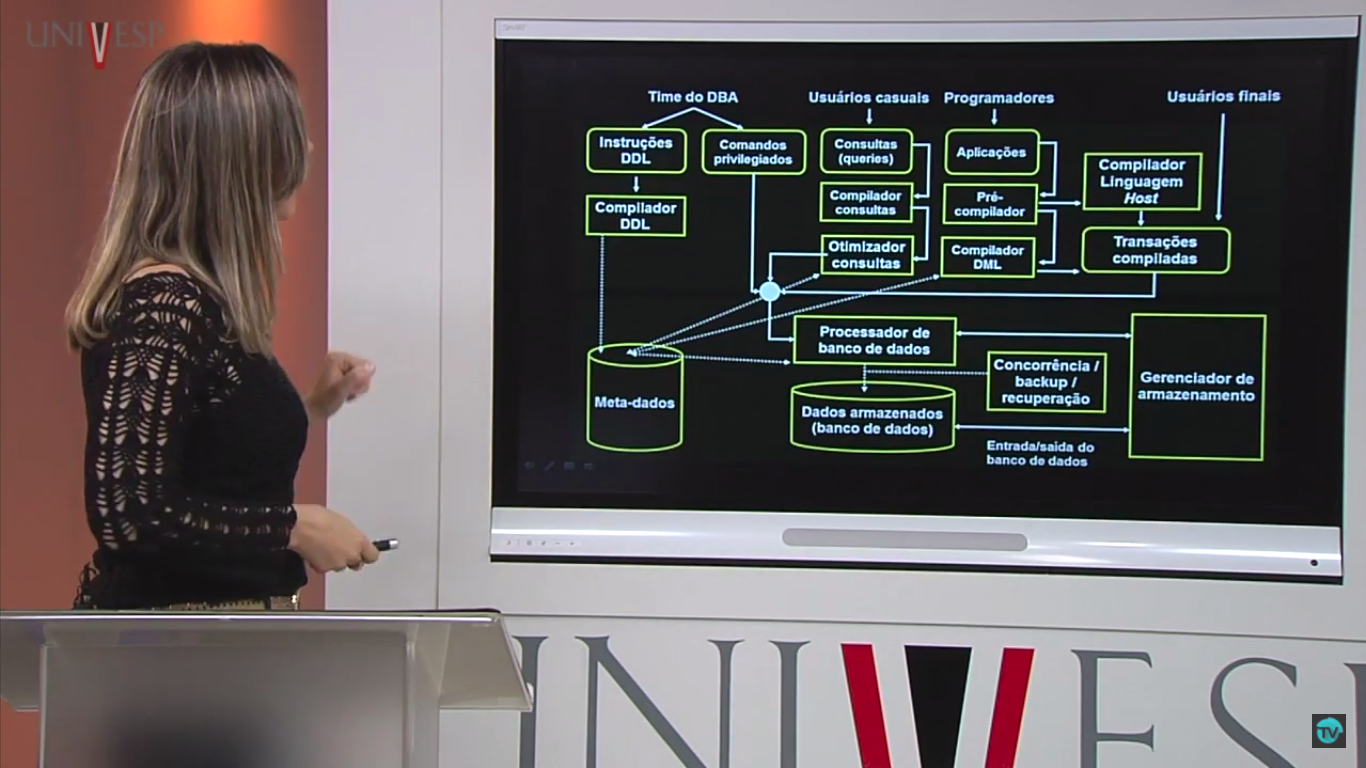 UNIVESP
SMART
Time do DBA
Usuários casuais
Programadores
Usuários finais
Instruções
DDL
Comandos
privilegiados
Consultas
(queries)
Aplicações
Compilador
Linguagem
Host
Compilador
DDL
Compilador
consultas
Pré-
compilador
Otimizador
consultas
Compilador
DML
Transações
compiladas
Processador de
banco de dados
Concorrência /
backup /
recuperação
Gerenciador de
armazenamento
Meta-dados
Dados armazenados
(banco de dados)
Entrada/saida do
banco de dados
UNIVESP
TV